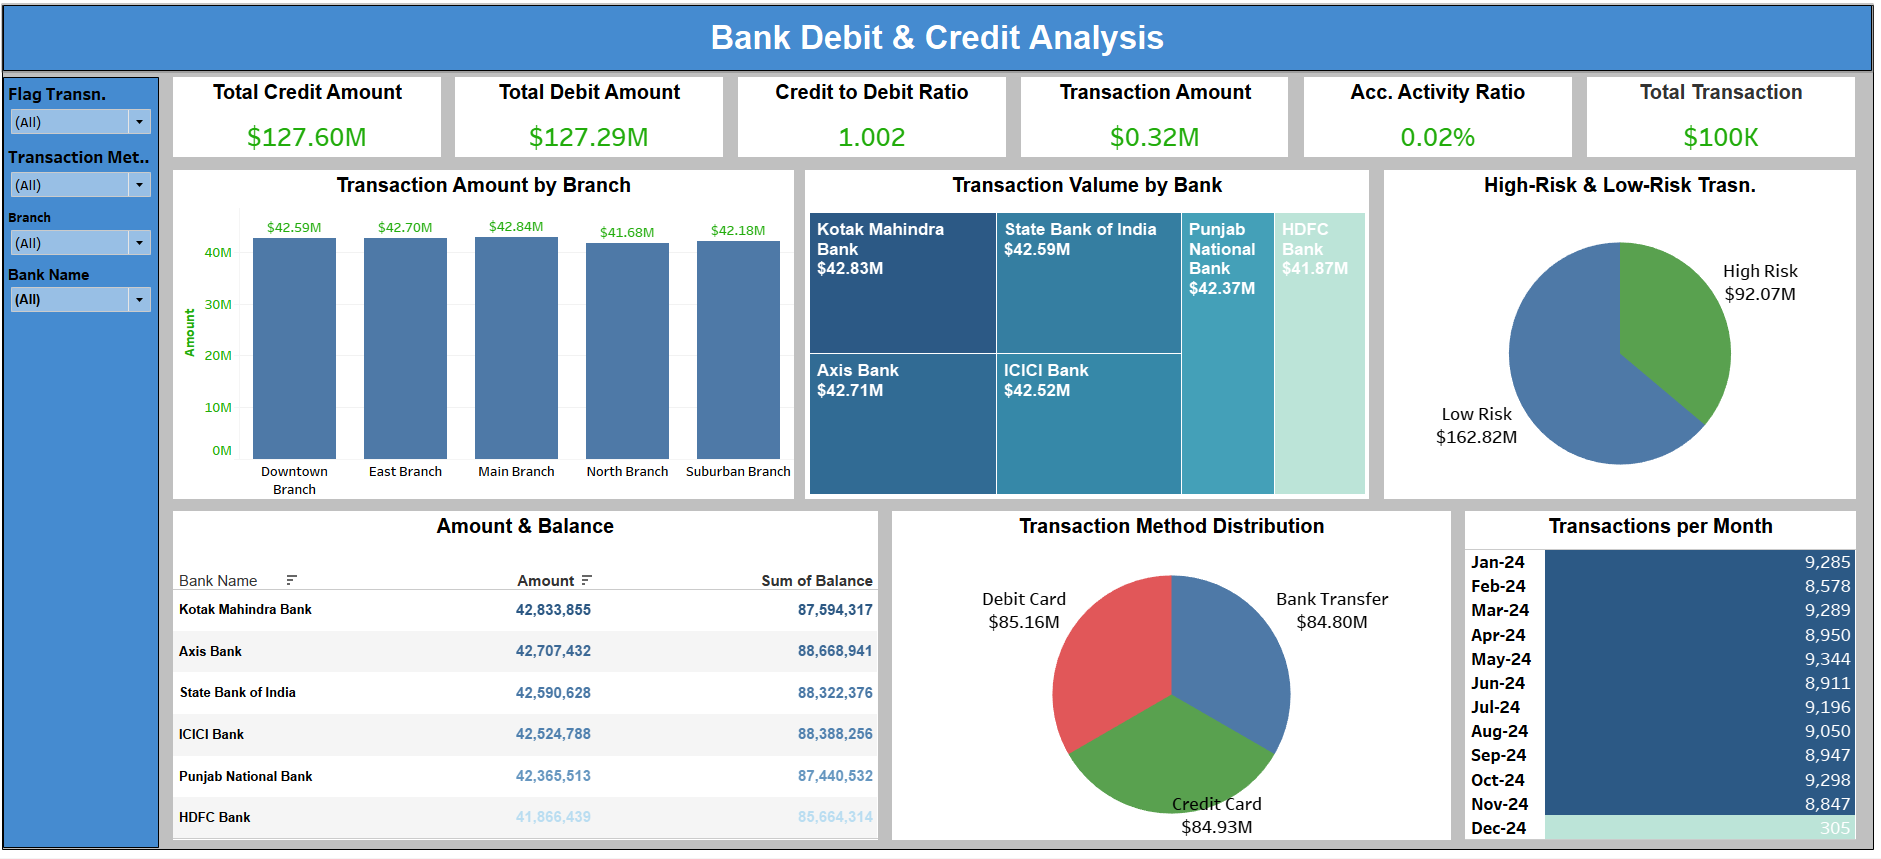 Bank Debit & Credit Analysis
Flag Transn.
(All)
Transaction Met..
(All)
Branch
(All)
Bank Name
(All)
Total Credit Amount
$127.60M
Total Debit Amount
$127.29M
Credit to Debit Ratio
1.002
Transaction Amount
$0.32M
Acc. Activity Ratio
0.02%
Total Transaction
$100K
Transaction Amount by Branch
Amount
40M
30M
20M
10M
0M
$42.59M
$42.70M
$42.84M
$41.68M
$42.18M
Downtown
Branch
East Branch
Main Branch
North Branch
Suburban Branch
Transaction Valume by Bank
Kotak Mahindra
Bank
$42.83M
Axis Bank
$42.71M
State Bank of India
$42.59M
ICICI Bank
$42.52M
Punjab
National
Bank
$42.37M
HDFC
Bank
$41.87M
High-Risk & Low-Risk Trasn.
High Risk
$92.07M
Low Risk
$162.82M
Amount & Balance
Bank Name Amount Sum of Balance
Kotak Mahindra Bank 42,833,855 87,594,317
Axis Bank 42,707,432 88,668,941
State Bank of India 42,590,628 88,322,376
ICICI Bank 42,524,788 88,388,256
Punjab National Bank 42,365,513 87,440,532
HDFC Bank 41,866,439 85,664,314
Transaction Method Distribution
Debit Card
$85.16M
Bank Transfer
$84.80M
Credit Card
$84.93M
Transactions per Month
Jan-24 9,285
Feb-24 8,578
Mar-24 9,289
Apr-24 8,950
May-24 9,344
Jun-24 8,911
Jul-24 9,196
Aug-24 9,050
Sep-24 8,947
Oct-24 9,298
Nov-24 8,847
Dec-24 305